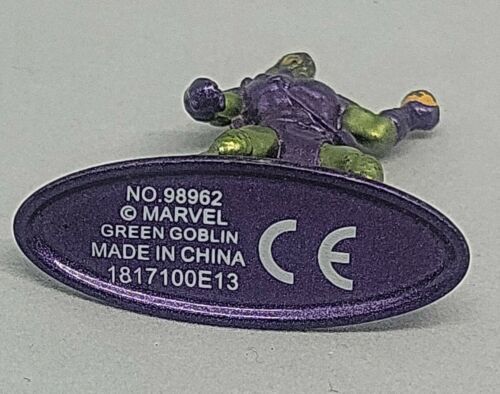 NO.98962
© MARVEL
GREEN GOBLIN
MADE IN CHINA
1817100E13
CE